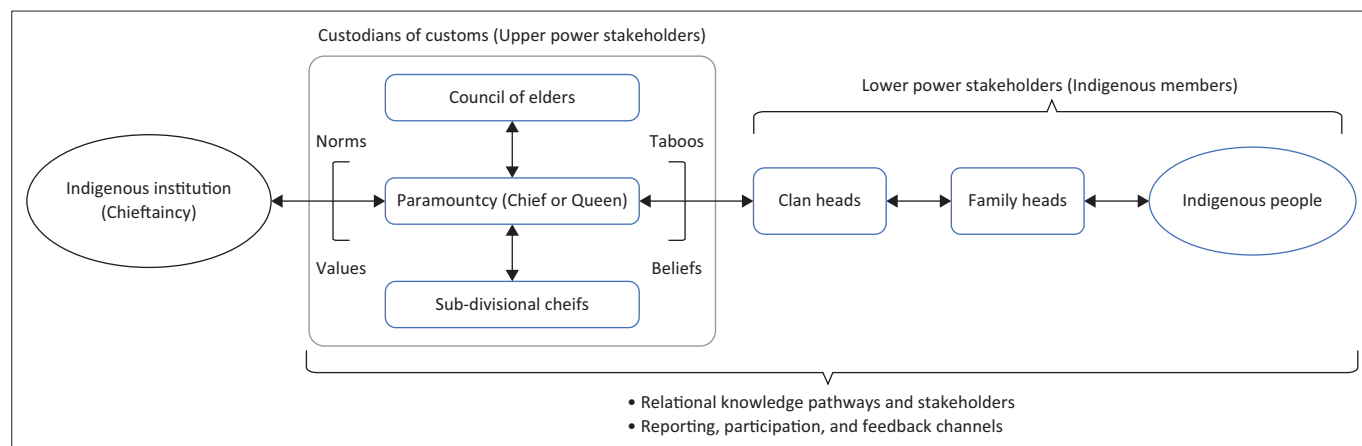 Custodians of customs (Upper power stakeholders)
Council of elders
Norms
Taboos
Indigenous institution
(Chieftaincy)
Paramountcy (Chief or Queen)
Values
Beliefs
Sub-divisional cheifs
Lower power stakeholders (Indigenous members)
Clan heads
Family heads
Indigenous people
• Relational knowledge pathways and stakeholders
• Reporting, participation, and feedback channels